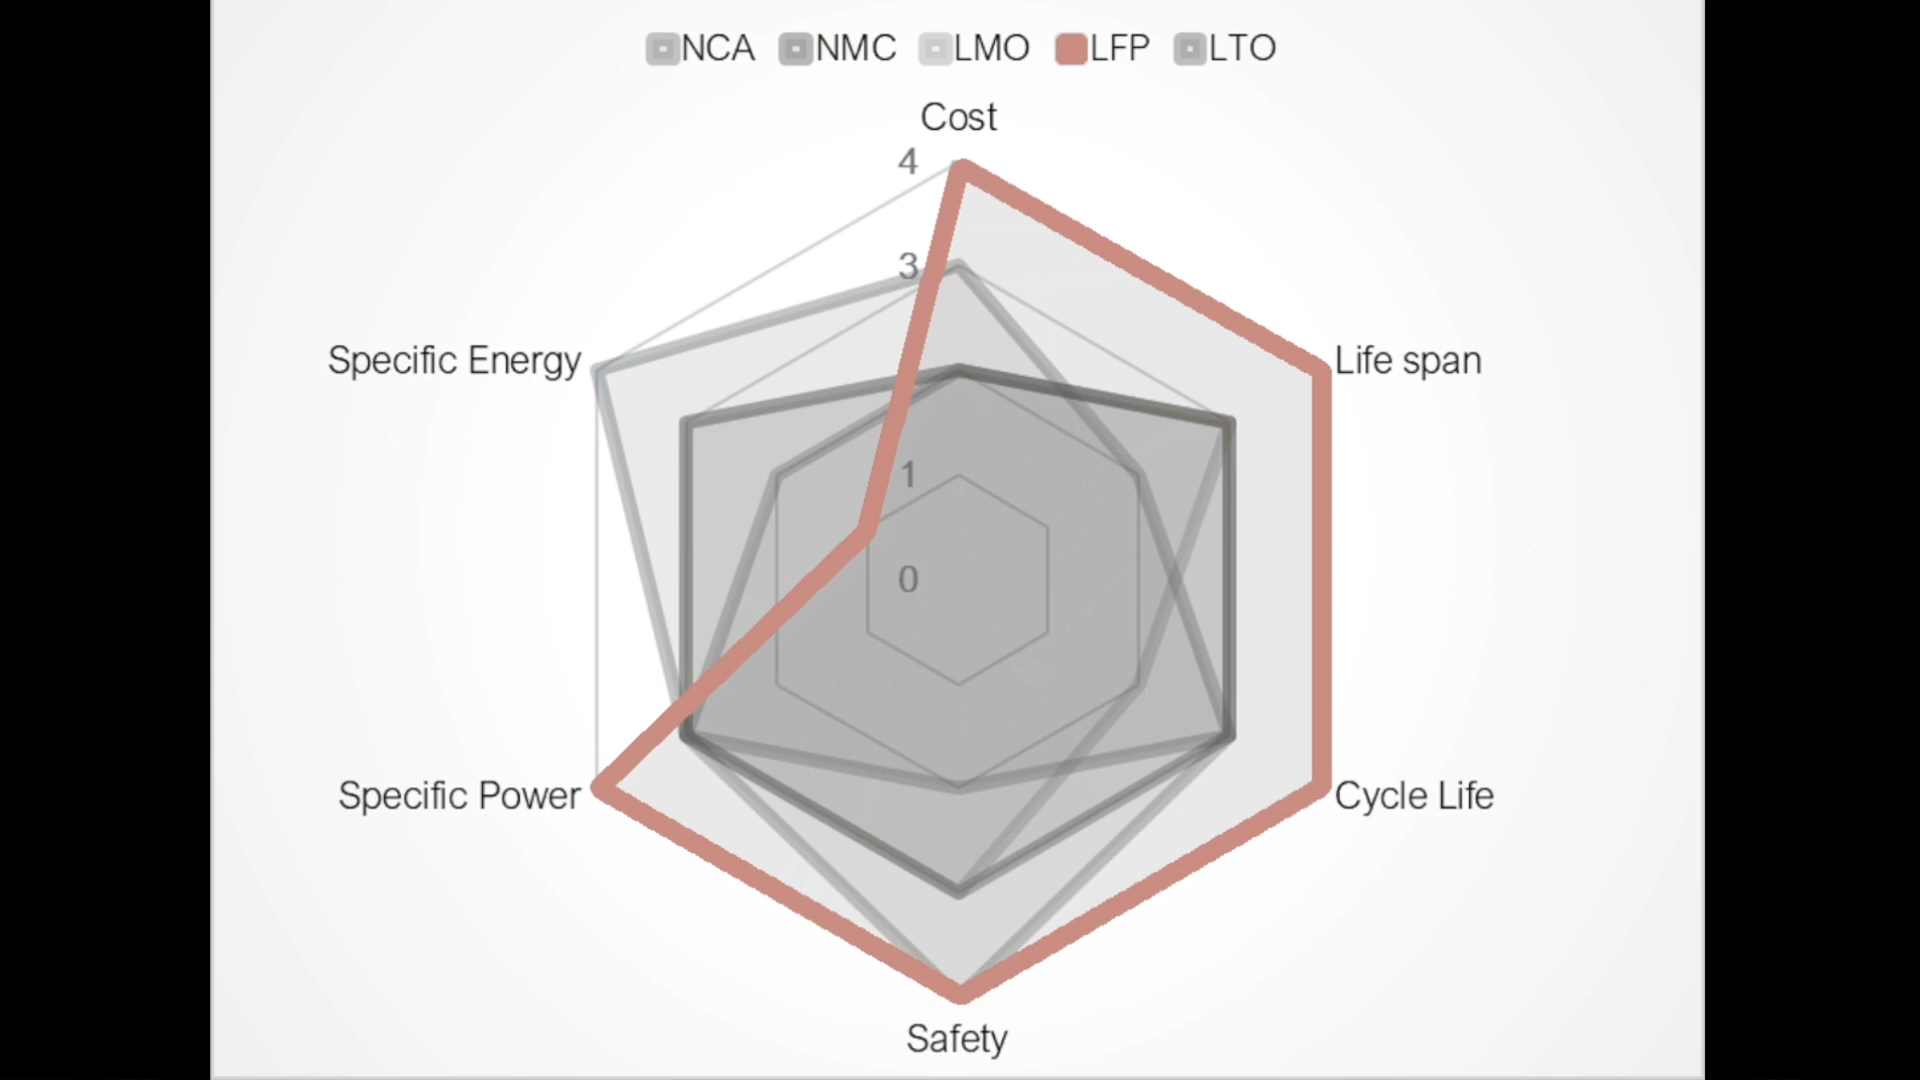 NCA NMC LMO LFP LTO
Cost
4
3
Specific Energy
Life span
1
0
Specific Power
Cycle Life
Safety